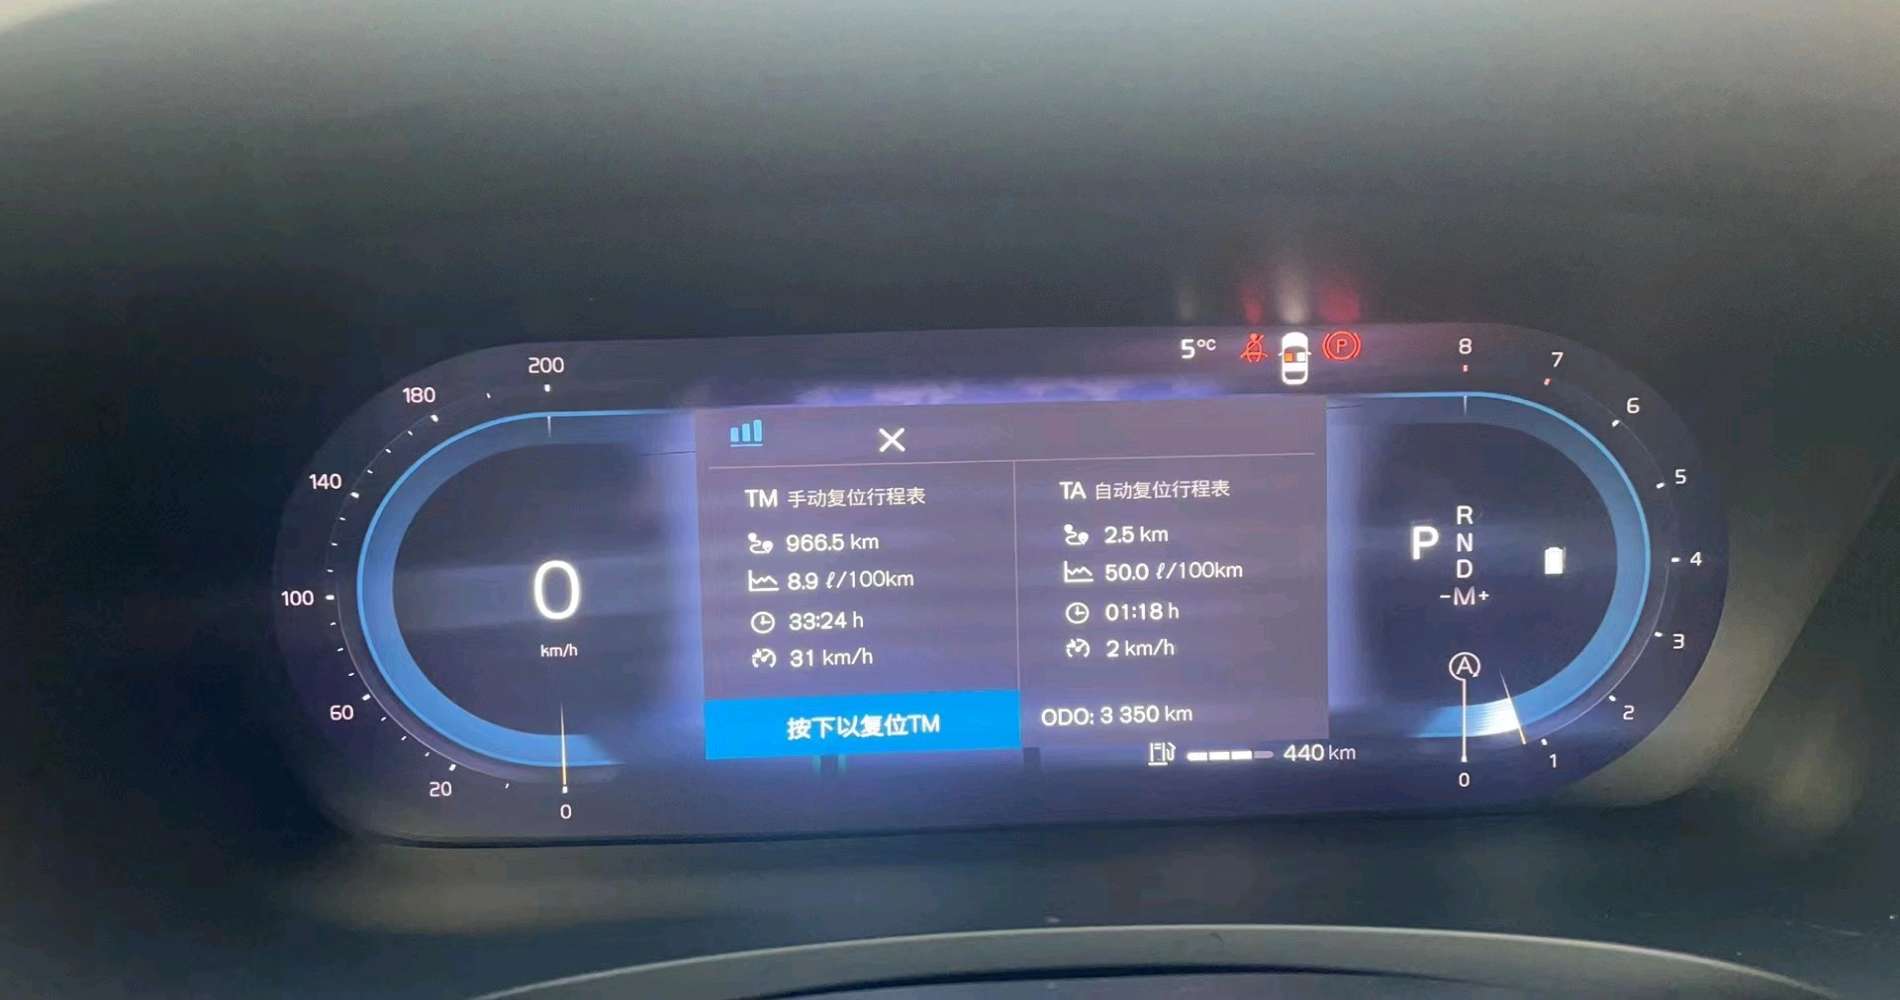 200
180
140
100
60
20
0
0
km/h
5°C
P
TM 手动复位行程表
966.5 km
8.9 ℓ/100km
33:24 h
31 km/h
按下以复位TM
TA 自动复位行程表
2.5 km
50.0 ℓ/100km
01:18 h
2 km/h
ODO: 3 350 km
440 km
8
7
6
5
4
3
2
1
0
P
R
N
D
-M+
A